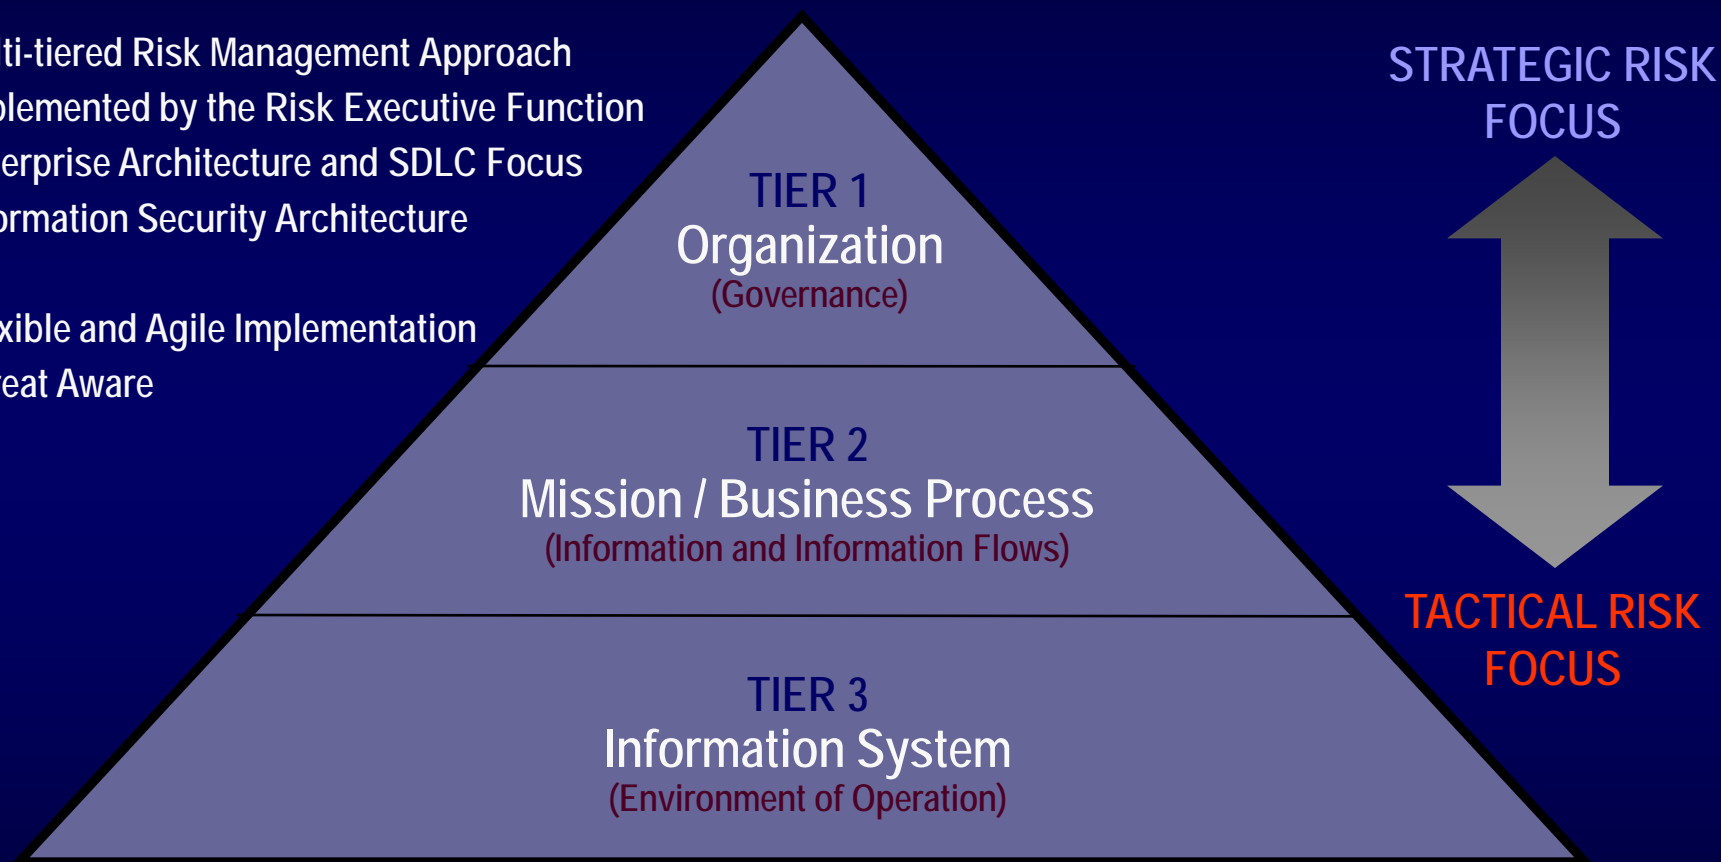 lti-tiered Risk Management Approach
plemented by the Risk Executive Function
erprise Architecture and SDLC Focus
ormation Security Architecture
xible and Agile Implementation
reat Aware
TIER 1
Organization
(Governance)
TIER 2
Mission / Business Process
(Information and Information Flows)
TIER 3
Information System
(Environment of Operation)
STRATEGIC RISK
FOCUS
TACTICAL RISK
FOCUS